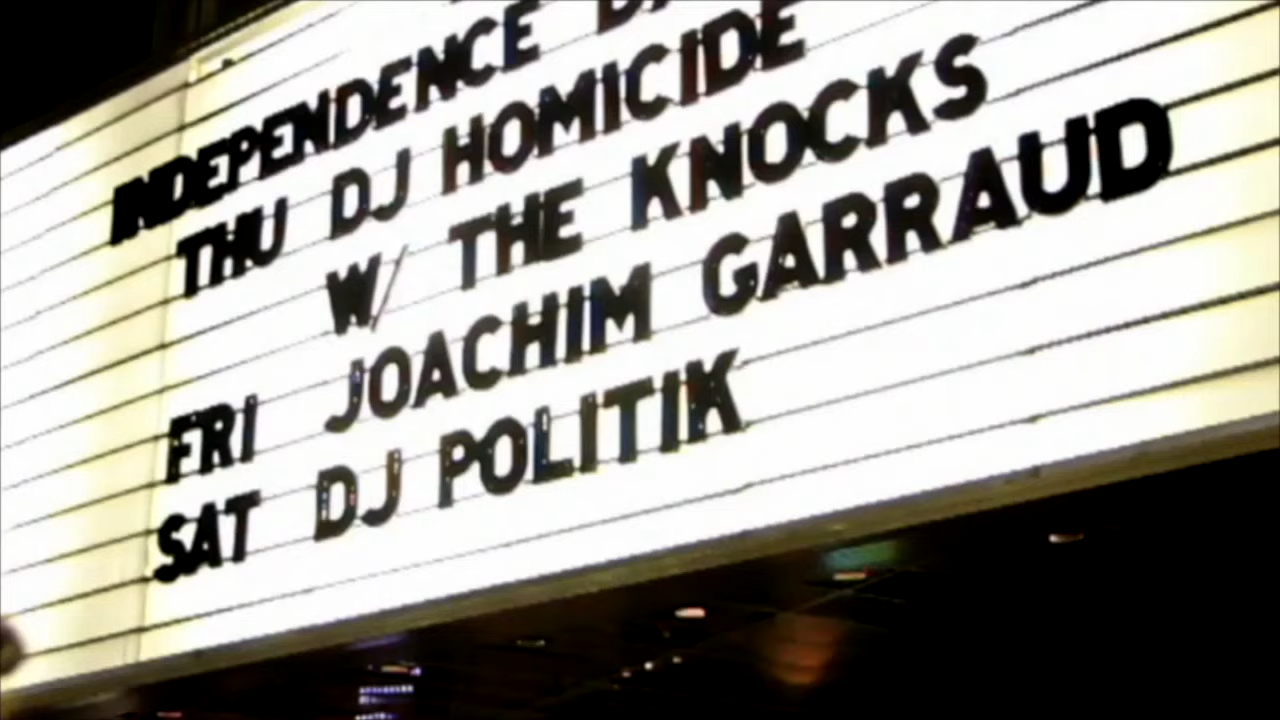 INDEPENDENCE
THU DJ HOMICIDE
W/ THE KNOCKS
FRI JOACHIM GARRAUD
SAT DJ POLITIK